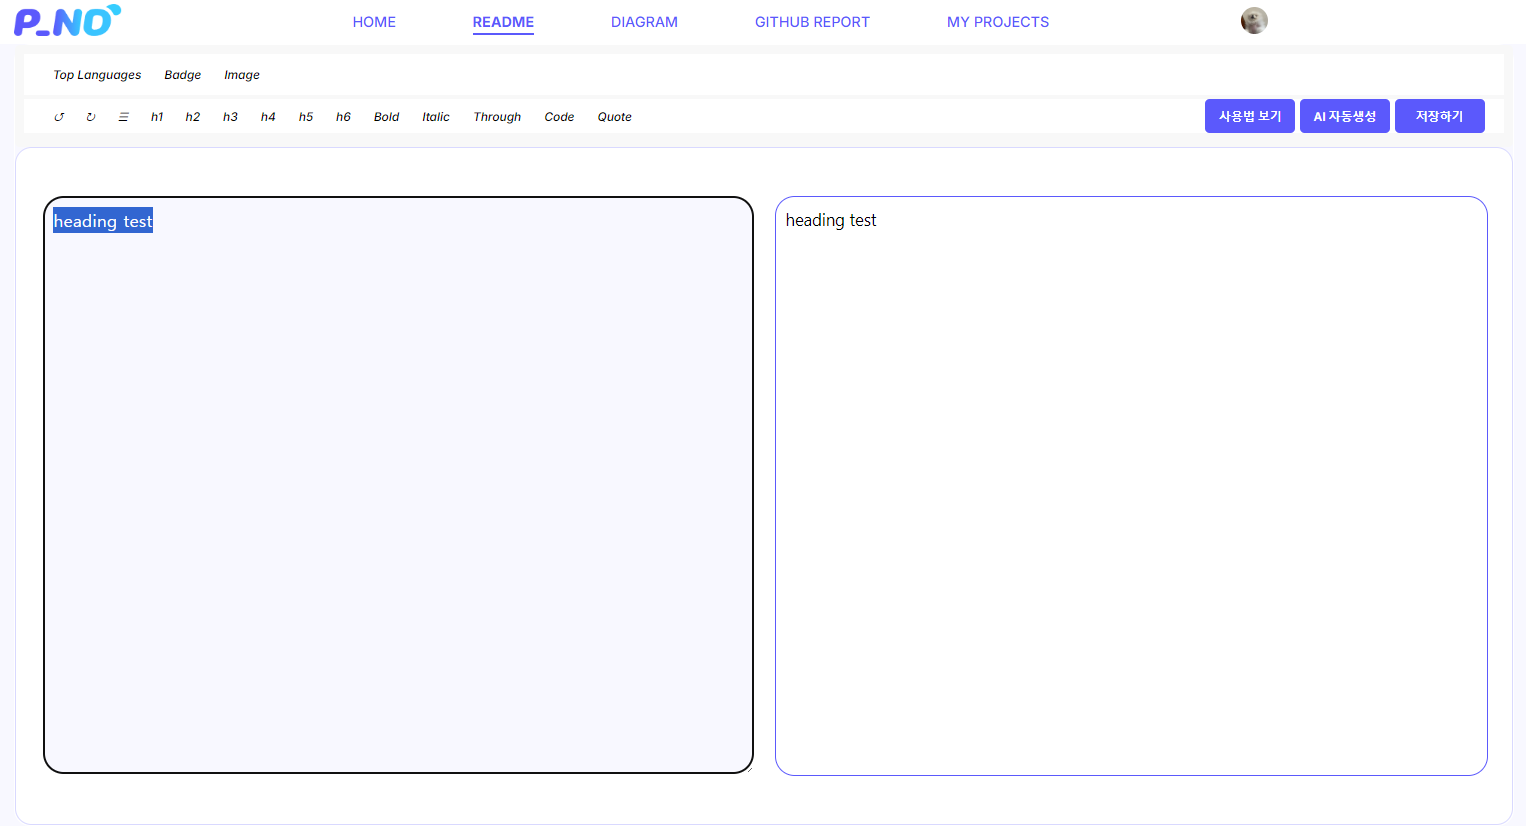 P_NO
HOME README DIAGRAM GITHUB REPORT MY PROJECTS
Top Languages Badge Image
↺ ↻ ☰ h1 h2 h3 h4 h5 h6 Bold Italic Through Code Quote 사용법 보기 AI 자동생성 저장하기
heading test
heading test